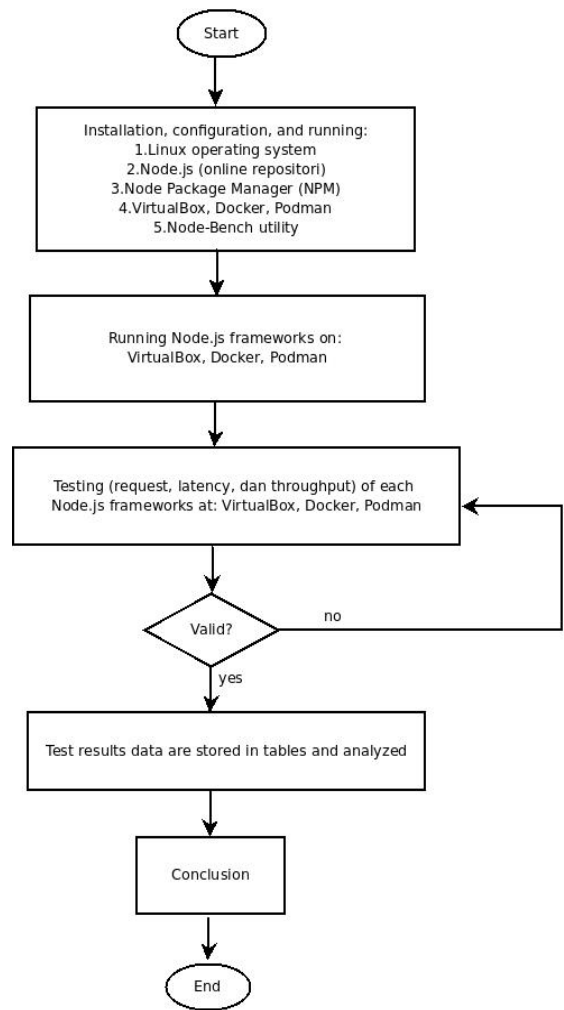 Start
Installation, configuration, and running:
1.Linux operating system
2.Node.js (online repositori)
3.Node Package Manager (NPM)
4.VirtualBox, Docker, Podman
5.Node-Bench utility
Running Node.js frameworks on:
VirtualBox, Docker, Podman
Testing (request, latency, dan throughput) of each
Node.js frameworks at: VirtualBox, Docker, Podman
Valid?
no
yes
Test results data are stored in tables and analyzed
Conclusion
End